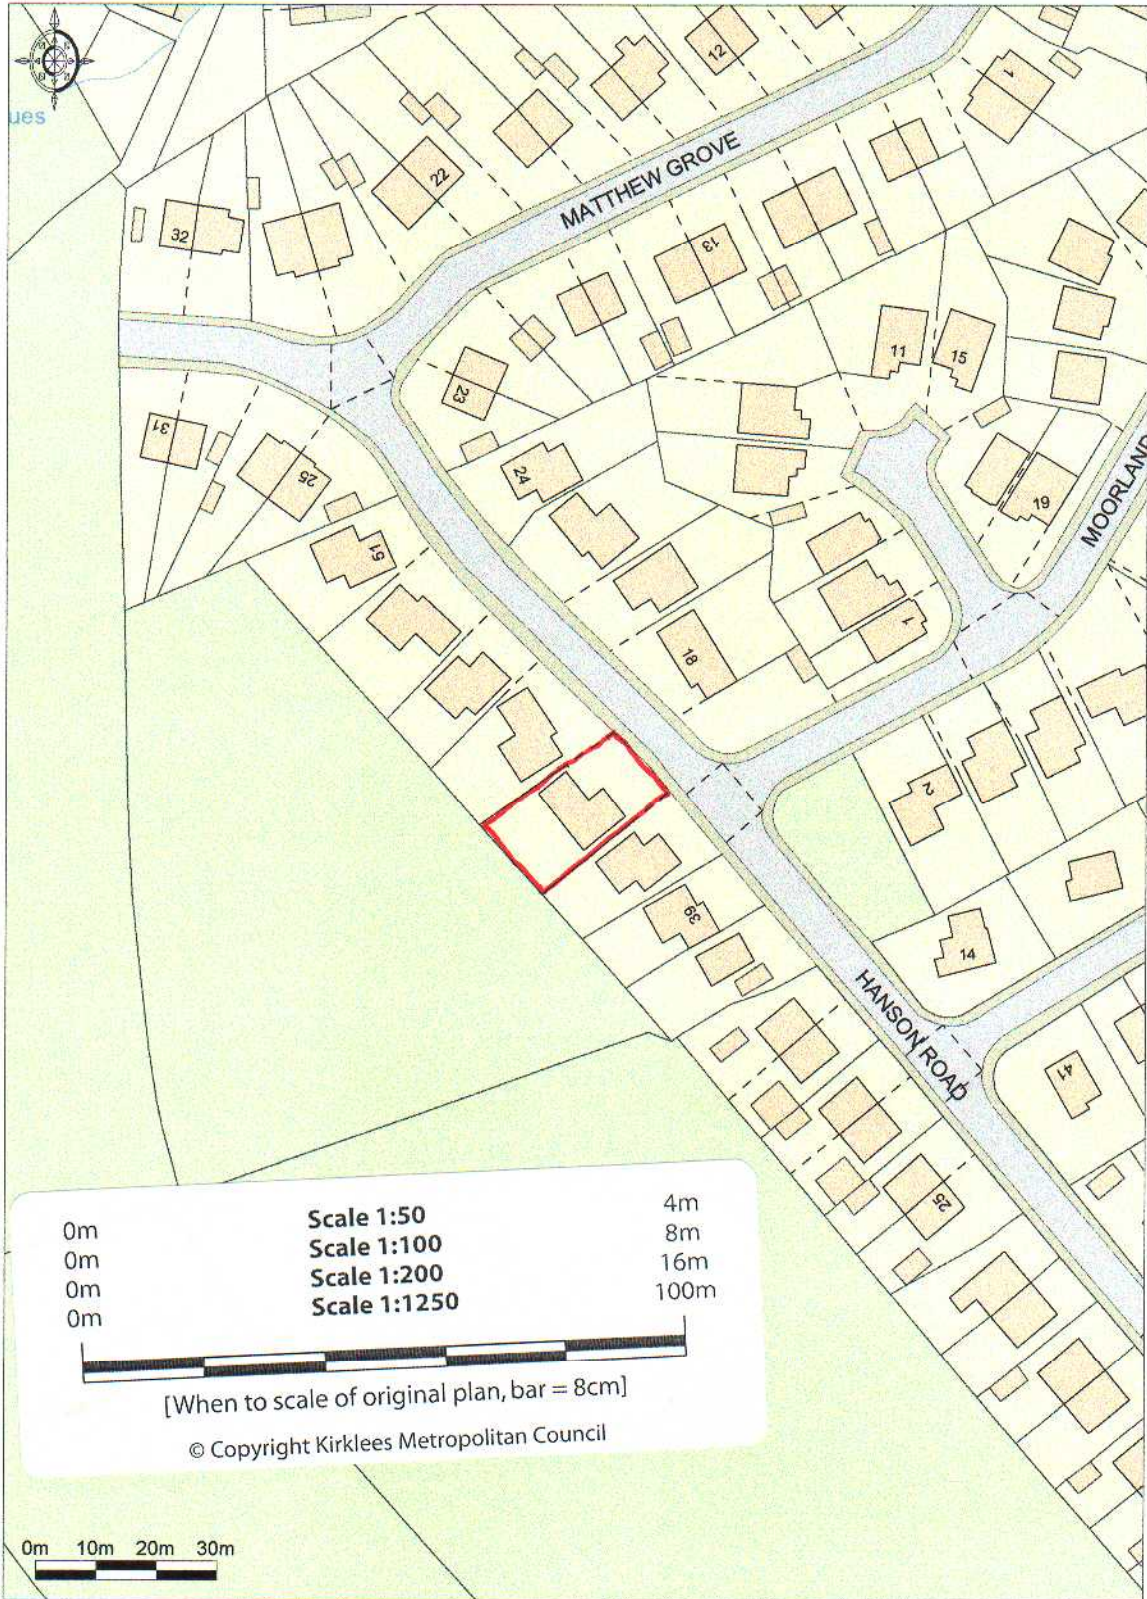 ues
12
1
MATTHEW GROVE
22
32
13
11
15
23
31
25
24
19
MOORLAND
51
1
18
2
39
14
HANSON ROAD
41
25
0m Scale 1:50 4m
0m Scale 1:100 8m
0m Scale 1:200 16m
0m Scale 1:1250 100m
[When to scale of original plan, bar = 8cm]
© Copyright Kirklees Metropolitan Council
0m 10m 20m 30m